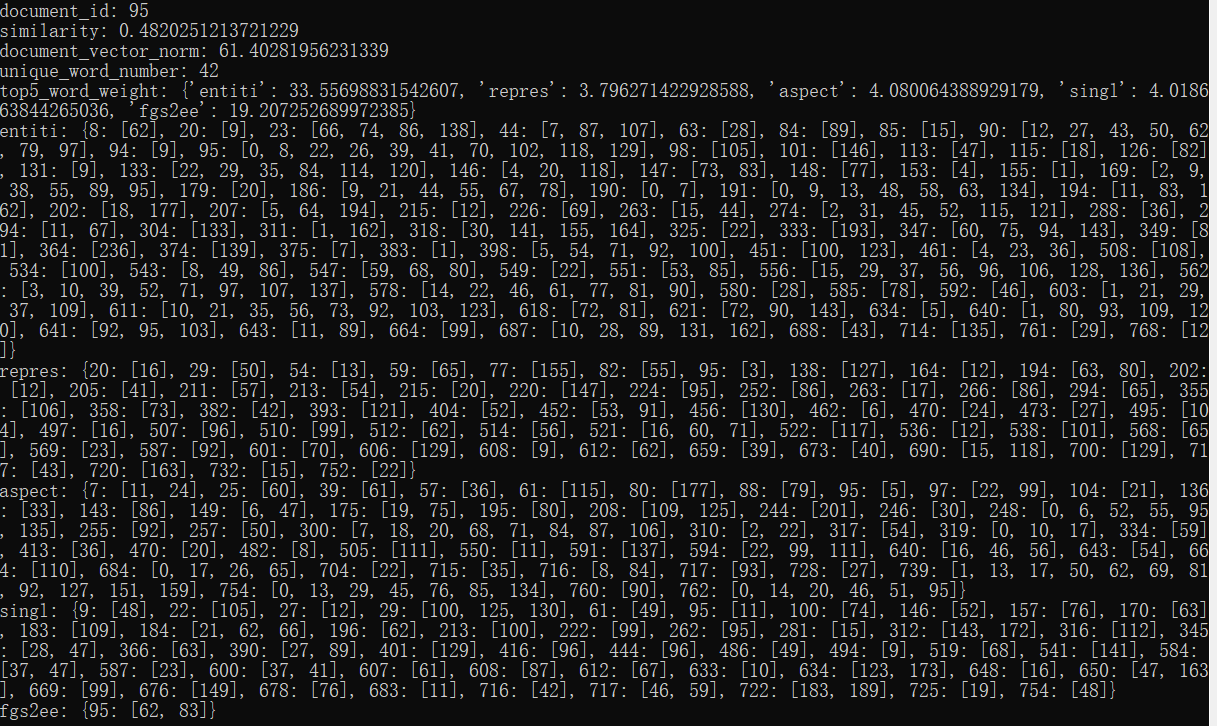 document_id: 95
similarity: 0.4820251213721229
document_vector_norm: 61.40281956231339
unique_word_number: 42
top5_word_weight: {'entiti': 33.55698831542607, 'repres': 3.796271422928588, 'aspect': 4.080064388929179, 'singl': 4.0186
63844265036, 'fgs2ee': 19.207252689972385}
entiti: {8: [62], 20: [9], 23: [66, 74, 86, 138], 44: [7, 87, 107], 63: [28], 84: [89], 85: [15], 90: [12, 27, 43, 50, 62
, 79, 97], 94: [9], 95: [0, 8, 22, 26, 39, 41, 70, 102, 118, 129], 98: [105], 101: [146], 113: [47], 115: [18], 126: [82]
, 131: [9], 133: [22, 29, 35, 84, 114, 120], 146: [4, 20, 118], 147: [73, 83], 148: [77], 153: [4], 155: [1], 169: [2, 9,
 38, 55, 89, 95], 179: [20], 186: [9, 21, 44, 55, 67, 78], 190: [0, 7], 191: [0, 9, 13, 48, 58, 63, 134], 194: [11, 83, 1
62], 202: [18, 177], 207: [5, 64, 194], 215: [12], 226: [69], 263: [15, 44], 274: [2, 31, 45, 52, 115, 121], 288: [36], 2
94: [11, 67], 304: [133], 311: [1, 162], 318: [30, 141, 155, 164], 325: [22], 333: [193], 347: [60, 75, 94, 143], 349: [8
1], 364: [236], 374: [139], 375: [7], 383: [1], 398: [5, 54, 71, 92, 100], 451: [100, 123], 461: [4, 23, 36], 508: [108],
 534: [100], 543: [8, 49, 86], 547: [59, 68, 80], 549: [22], 551: [53, 85], 556: [15, 29, 37, 56, 96, 106, 128, 136], 562
: [3, 10, 39, 52, 71, 97, 107, 137], 578: [14, 22, 46, 61, 77, 81, 90], 580: [28], 585: [78], 592: [46], 603: [1, 21, 29,
 37, 109], 611: [10, 21, 35, 56, 73, 92, 103, 123], 618: [72, 81], 621: [72, 90, 143], 634: [5], 640: [1, 80, 93, 109, 12
0], 641: [92, 95, 103], 643: [11, 89], 664: [99], 687: [10, 28, 89, 131, 162], 688: [43], 714: [135], 761: [29], 768: [12
]}
repres: {20: [16], 29: [50], 54: [13], 59: [65], 77: [155], 82: [55], 95: [3], 138: [127], 164: [12], 194: [63, 80], 202:
 [12], 205: [41], 211: [57], 213: [54], 215: [20], 220: [147], 224: [95], 252: [86], 263: [17], 266: [86], 294: [65], 355
: [106], 358: [73], 382: [42], 393: [121], 404: [52], 452: [53, 91], 456: [130], 462: [6], 470: [24], 473: [27], 495: [10
4], 497: [16], 507: [96], 510: [99], 512: [62], 514: [56], 521: [16, 60, 71], 522: [117], 536: [12], 538: [101], 568: [65
], 569: [23], 587: [92], 601: [70], 606: [129], 608: [9], 612: [62], 659: [39], 673: [40], 690: [15, 118], 700: [129], 71
7: [43], 720: [163], 732: [15], 752: [22]}
aspect: {7: [11, 24], 25: [60], 39: [61], 57: [36], 61: [115], 80: [177], 88: [79], 95: [5], 97: [22, 99], 104: [21], 136
: [33], 143: [86], 149: [6, 47], 175: [19, 75], 195: [80], 208: [109, 125], 244: [201], 246: [30], 248: [0, 6, 52, 55, 95
, 135], 255: [92], 257: [50], 300: [7, 18, 20, 68, 71, 84, 87, 106], 310: [2, 22], 317: [54], 319: [0, 10, 17], 334: [59]
, 413: [36], 470: [20], 482: [8], 505: [111], 550: [11], 591: [137], 594: [22, 99, 111], 640: [16, 46, 56], 643: [54], 66
4: [110], 684: [0, 17, 26, 65], 704: [22], 715: [35], 716: [8, 84], 717: [93], 728: [27], 739: [1, 13, 17, 50, 62, 69, 81
, 92, 127, 151, 159], 754: [0, 13, 29, 45, 76, 85, 134], 760: [90], 762: [0, 14, 20, 46, 51, 95]}
singl: {9: [48], 22: [105], 27: [12], 29: [100, 125, 130], 61: [49], 95: [11], 100: [74], 146: [52], 157: [76], 170: [63]
, 183: [109], 184: [21, 62, 66], 196: [62], 213: [100], 222: [99], 262: [95], 281: [15], 312: [143, 172], 316: [112], 345
: [28, 47], 366: [63], 390: [27, 89], 401: [129], 416: [96], 444: [96], 486: [49], 494: [9], 519: [68], 541: [141], 584:
[37, 47], 587: [23], 600: [37, 41], 607: [61], 608: [87], 612: [67], 633: [10], 634: [123, 173], 648: [16], 650: [47, 163
], 669: [99], 676: [149], 678: [76], 683: [11], 716: [42], 717: [46, 59], 722: [183, 189], 725: [19], 754: [48]}
fgs2ee: {95: [62, 83]}